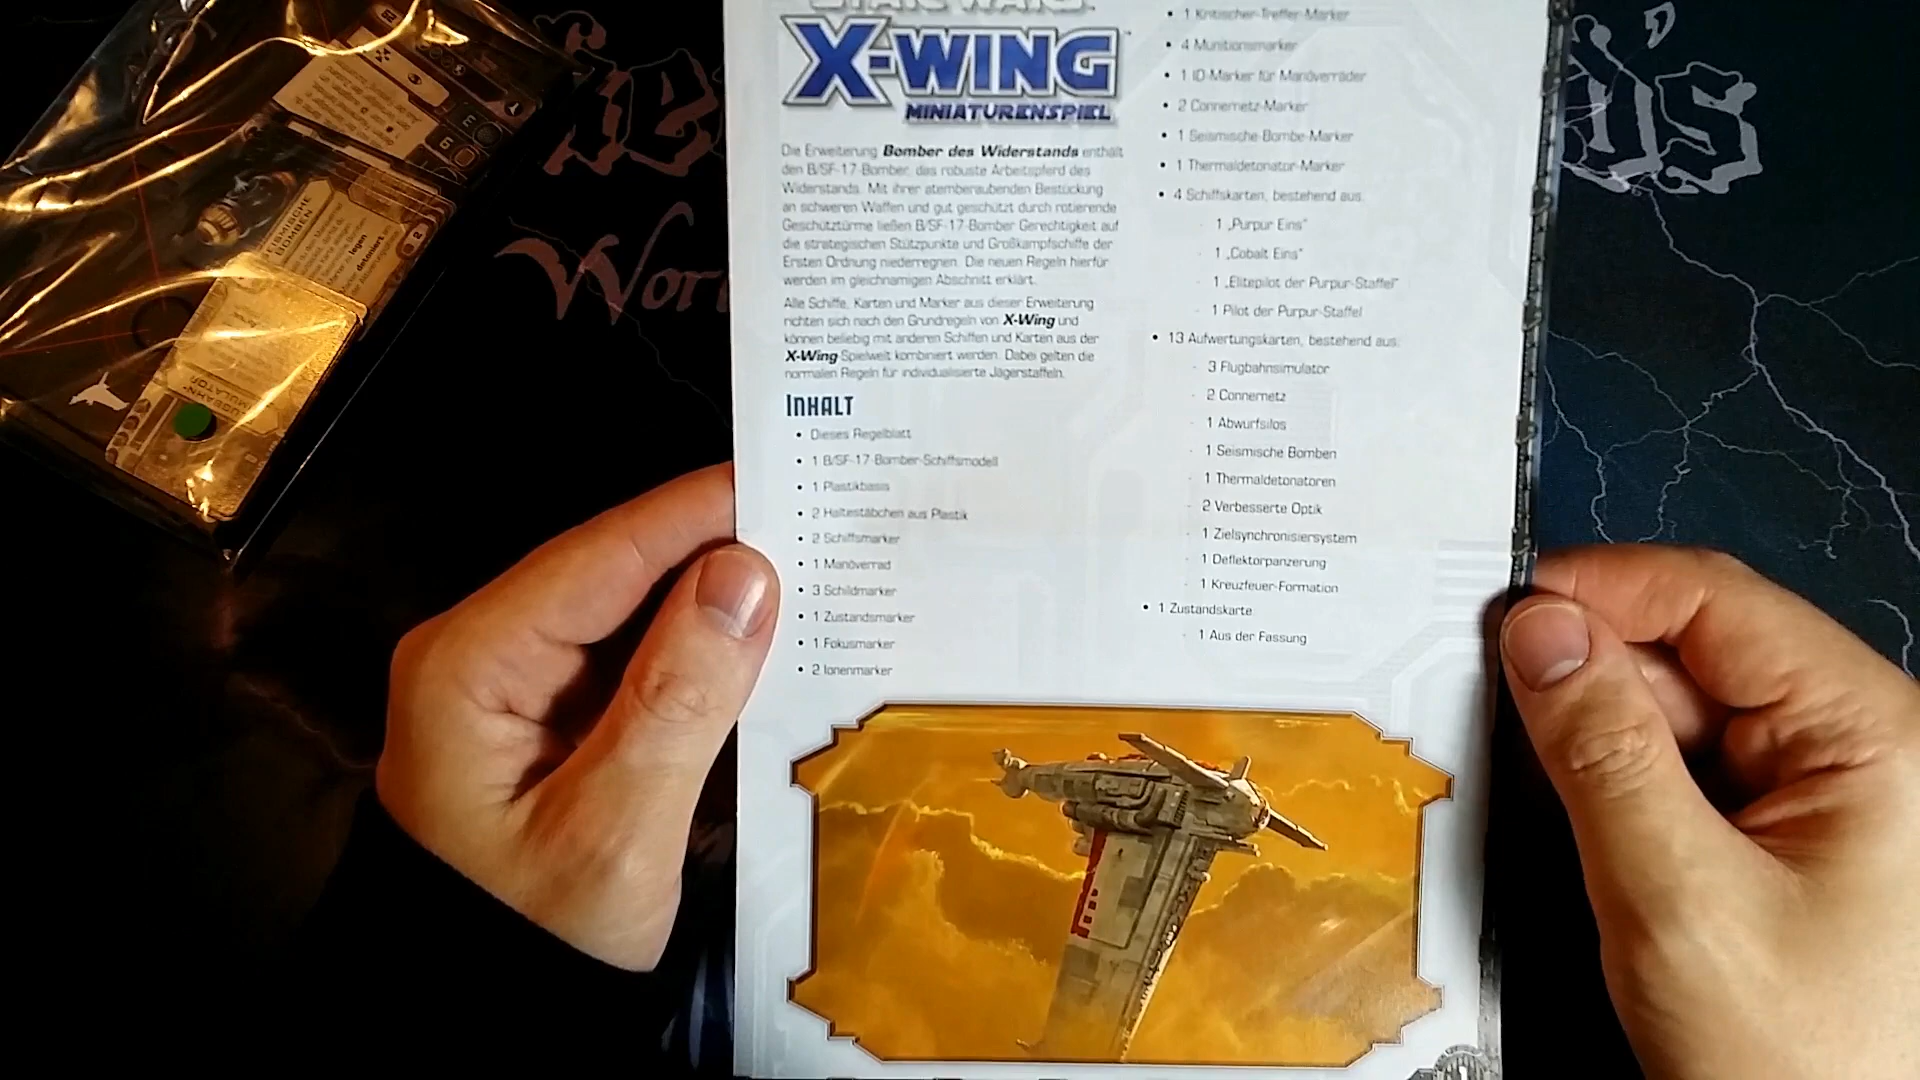 STAR WARS
X-WING
MINIATURENSPIEL
Die Erweiterung Bomber des Widerstands enthält
den B/SF-17-Bomber, das robuste Arbeitspferd des
Widerstands. Mit ihrer atemberaubenden Bestückung
an schweren Waffen und gut geschützt durch rotierende
Geschütztürme ließen B/SF-17-Bomber Gerechtigkeit auf
die strategischen Stützpunkte und Großkampfschiffe der
Ersten Ordnung niederregnen. Die neuen Regeln hierfür
werden im gleichnamigen Abschnitt erklärt.
Alle Schiffe, Karten und Marker aus dieser Erweiterung
richten sich nach den Grundregeln von X-Wing und
können beliebig mit anderen Schiffen und Karten aus der
X-Wing-Spielwelt kombiniert werden. Dabei gelten die
normalen Regeln für individualisierte Jägerstaffeln.
INHALT
• Dieses Regelblatt
• 1 B/SF-17-Bomber-Schiffsmodell
• 1 Plastikbasis
• 2 Haltestäbchen aus Plastik
• 2 Schiffsmarker
• 1 Manöverrad
• 3 Schildmarker
• 1 Zustandsmarker
• 1 Fokusmarker
• 2 Ionenmarker
• 1 Kritischer-Treffer-Marker
• 4 Munitionsmarker
• 1 ID-Marker für Manöverräder
• 2 Connernetz-Marker
• 1 Seismische-Bombe-Marker
• 1 Thermaldetonator-Marker
• 4 Schiffskarten, bestehend aus:
- 1 „Purpur Eins“
- 1 „Cobalt Eins“
- 1 „Elitepilot der Purpur-Staffel“
- 1 Pilot der Purpur-Staffel
• 13 Aufwertungskarten, bestehend aus:
- 3 Flugbahnsimulator
- 2 Connernetz
- 1 Abwurfsilos
- 1 Seismische Bomben
- 1 Thermaldetonatoren
- 2 Verbesserte Optik
- 1 Zielsynchronisiersystem
- 1 Deflektorpanzerung
- 1 Kreuzfeuer-Formation
• 1 Zustandskarte:
- 1 Aus der Fassung
1